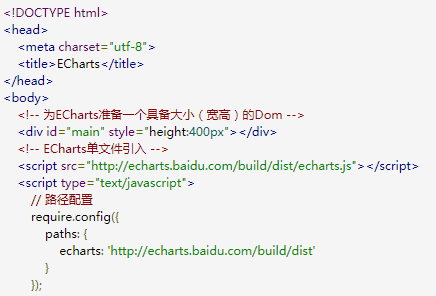 <!DOCTYPE html>
<head>
    <meta charset="utf-8">
    <title>ECharts</title>
</head>
<body>
    <!-- 为ECharts准备一个具备大小（宽高）的Dom -->
    <div id="main" style="height:400px"></div>
    <!-- ECharts单文件引入 -->
    <script src="http://echarts.baidu.com/build/dist/echarts.js"></script>
    <script type="text/javascript">
        // 路径配置
        require.config({
            paths: {
                echarts: 'http://echarts.baidu.com/build/dist'
            }
        });